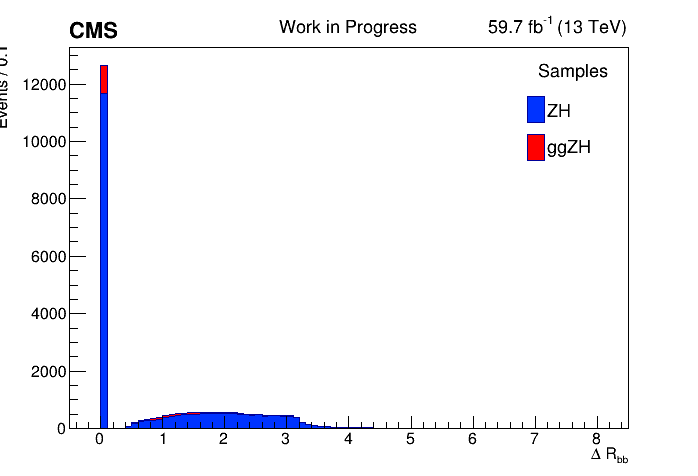 CMS Work in Progress 59.7 fb-1 (13 TeV)
Events / 0.1
Samples
ZH
ggZH
12000
10000
8000
6000
4000
2000
0
0 1 2 3 4 5 6 7 8
Δ Rbb